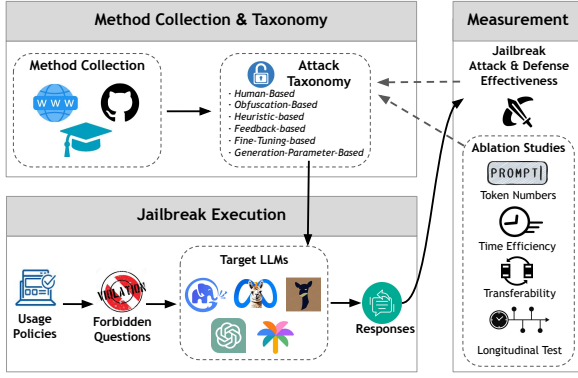 Method Collection & Taxonomy
Method Collection
WWW
Attack
Taxonomy
· Human-Based
· Obfuscation-Based
· Heuristic-based
· Feedback-based
· Fine-Tuning-based
· Generation-Parameter-Based
Jailbreak Execution
Usage
Policies
VIOLATION
Forbidden
Questions
Target LLMs
Responses
Measurement
Jailbreak
Attack & Defense
Effectiveness
Ablation Studies
PROMPT
Token Numbers
Time Efficiency
Transferability
Longitudinal Test